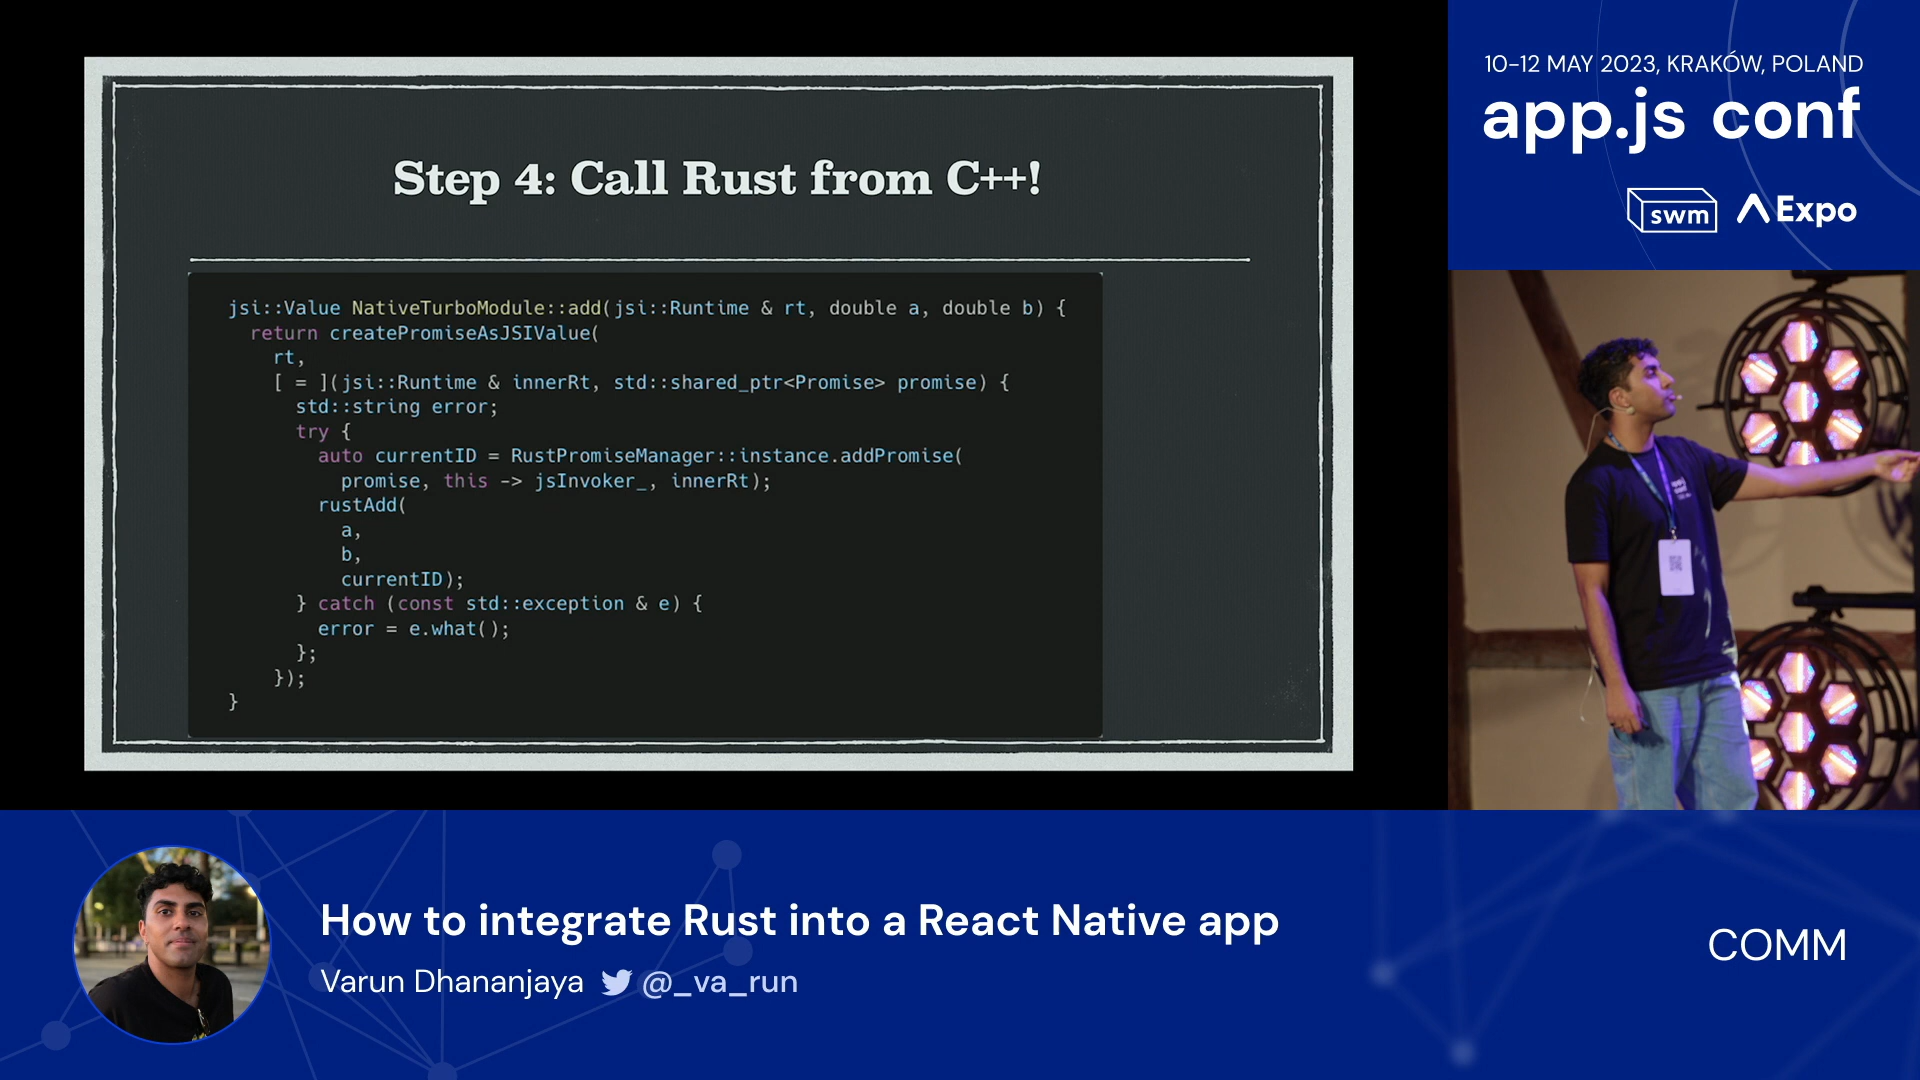 Step 4: Call Rust from C++!
jsi::Value NativeTurboModule::add(jsi::Runtime & rt, double a, double b) {
  return createPromiseAsJSIValue(
    rt,
    [ = ](jsi::Runtime & innerRt, std::shared_ptr<Promise> promise) {
      std::string error;
      try {
        auto currentID = RustPromiseManager::instance.addPromise(
          promise, this -> jsInvoker_, innerRt);
        rustAdd(
          a,
          b,
          currentID);
      } catch (const std::exception & e) {
        error = e.what();
      };
    });
}
10-12 MAY 2023, KRAKÓW, POLAND
app.js conf
swm Expo
How to integrate Rust into a React Native app
Varun Dhananjaya @_va_run
COMM